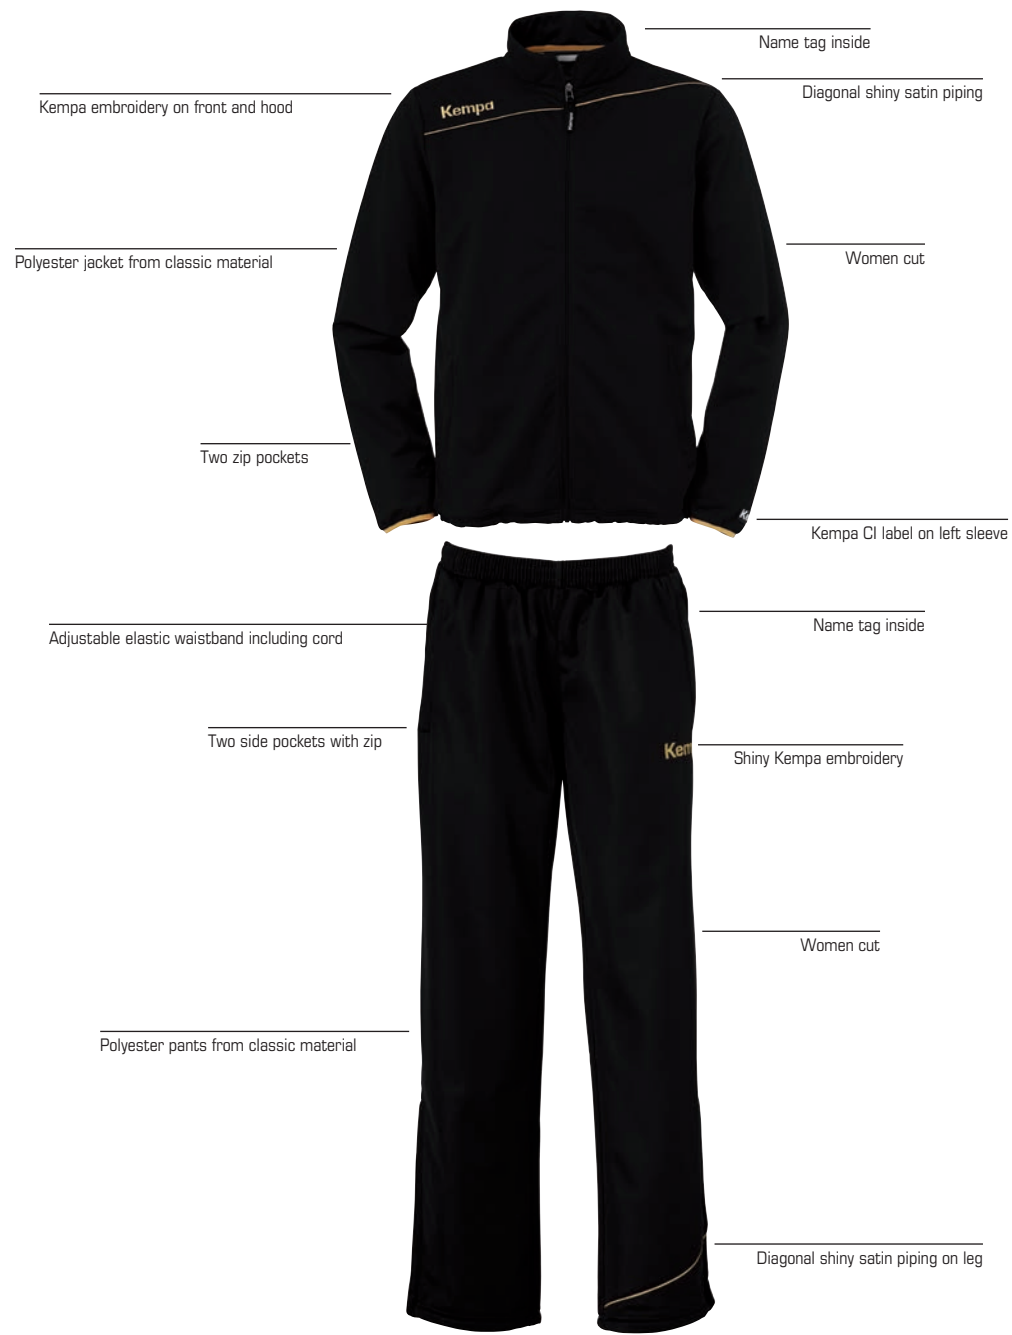 Name tag inside
Diagonal shiny satin piping
Kempa embroidery on front and hood
Kempa
Kempa
Polyester jacket from classic material
Women cut
Two zip pockets
Kempa CI label on left sleeve
Name tag inside
Adjustable elastic waistband including cord
Two side pockets with zip
Kem
Shiny Kempa embroidery
Women cut
Polyester pants from classic material
Diagonal shiny satin piping on leg